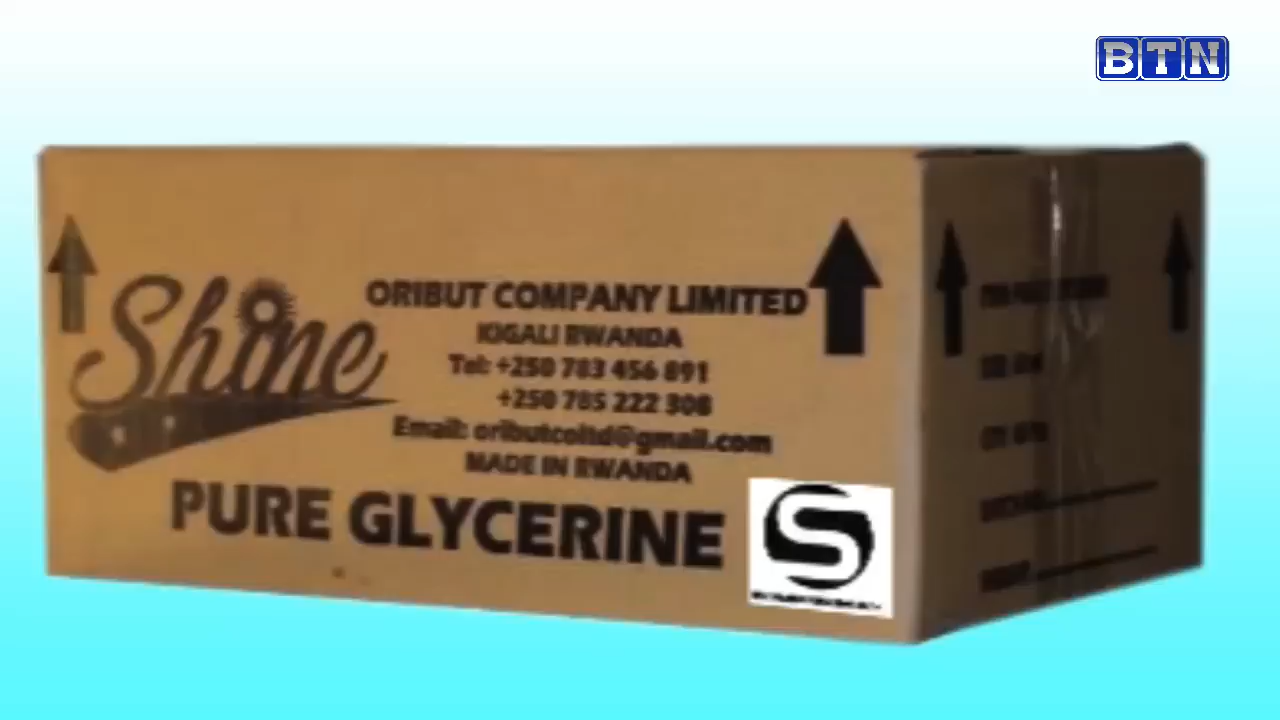 BTN
Shine
ORIBUT COMPANY LIMITED
KIGALI RWANDA
Tel: +250 783 456 891
+250 785 222 308
Email: oributcoltd@gmail.com
MADE IN RWANDA
PURE GLYCERINE
S